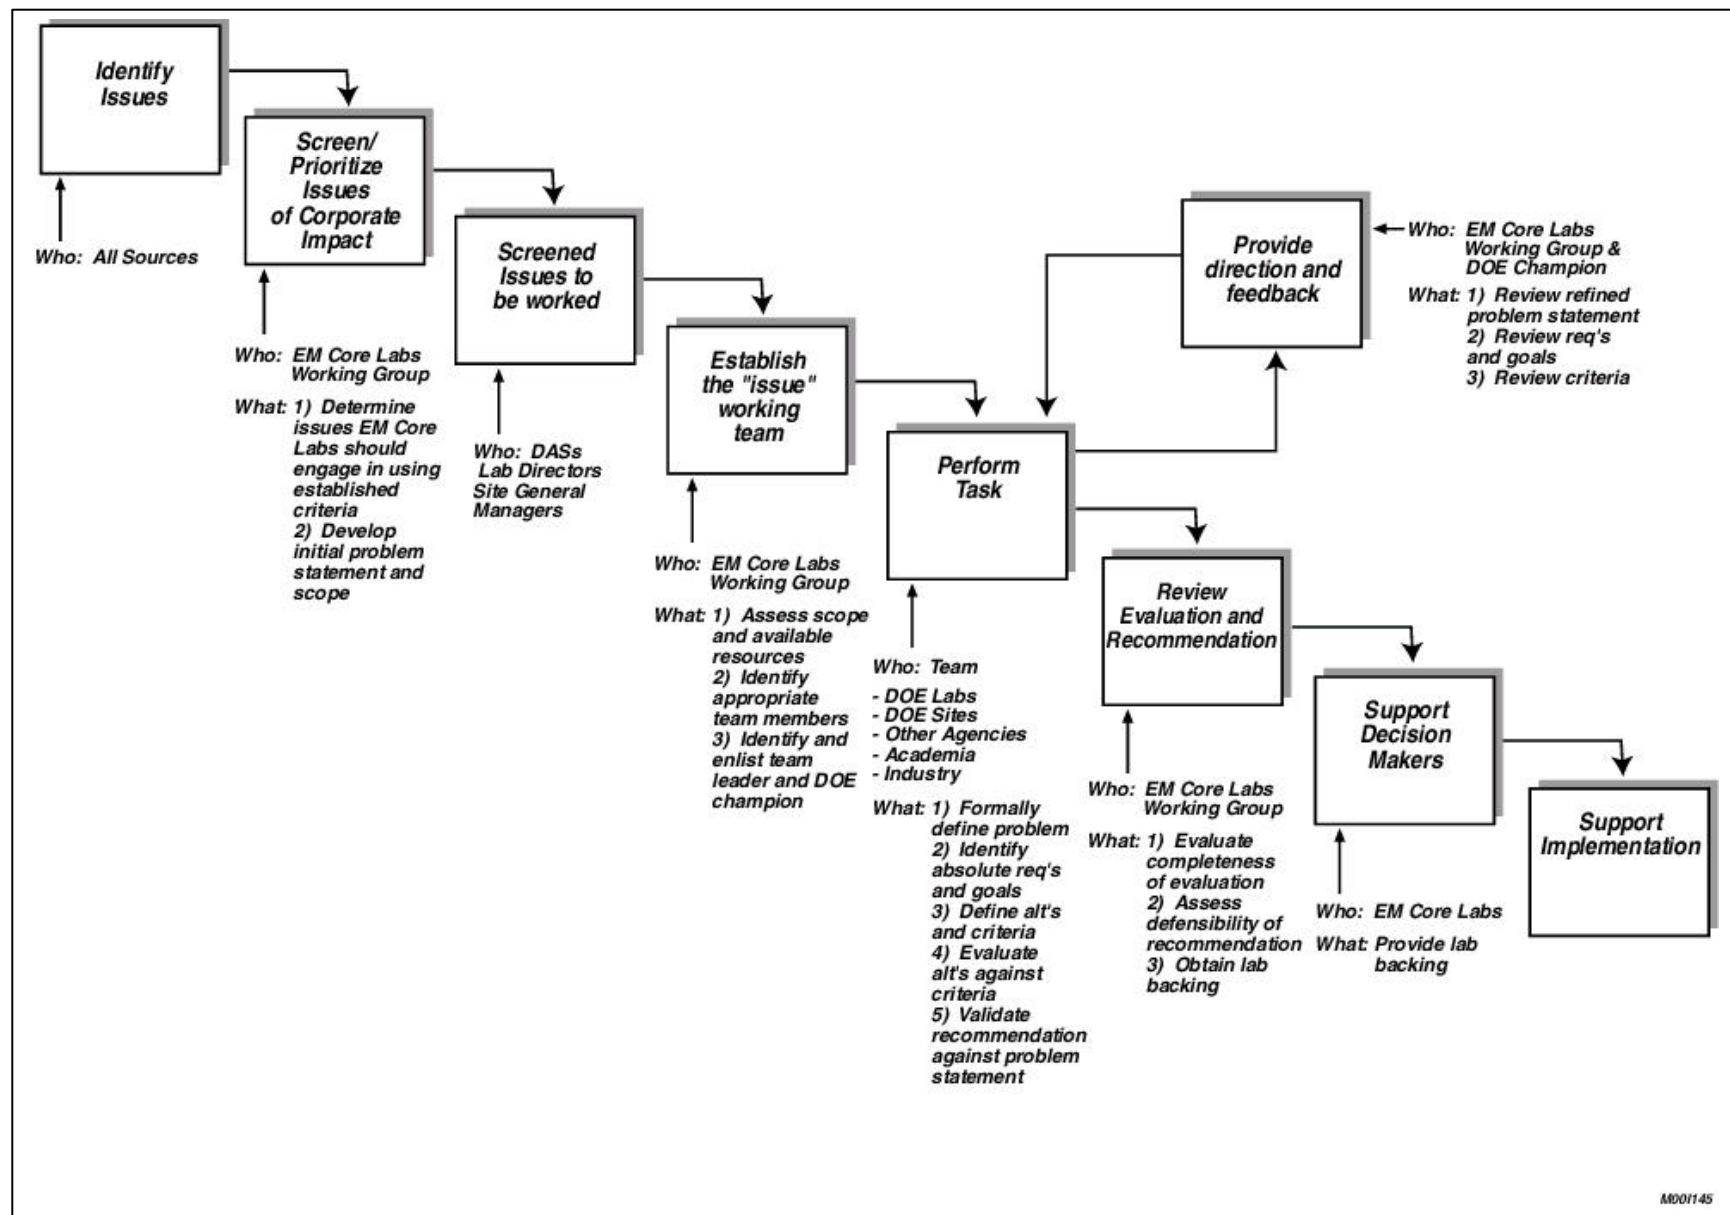 Identify
Issues
Who: All Sources
Screen/
Prioritize
Issues
of Corporate
Impact
Who: EM Core Labs
Working Group
What: 1) Determine
issues EM Core
Labs should
engage in using
established
criteria
2) Develop
initial problem
statement and
scope
Screened
Issues to
be worked
Who: DASs
Lab Directors
Site General
Managers
Establish
the "issue"
working
team
Who: EM Core Labs
Working Group
What: 1) Assess scope
and available
resources
2) Identify
appropriate
team members
3) Identify and
enlist team
leader and DOE
champion
Perform
Task
Who: Team
- DOE Labs
- DOE Sites
- Other Agencies
- Academia
- Industry
What: 1) Formally
define problem
2) Identify
absolute req's
and goals
3) Define alt's
and criteria
4) Evaluate
alt's against
criteria
5) Validate
recommendation
against problem
statement
Provide
direction and
feedback
Who: EM Core Labs
Working Group &
DOE Champion
What: 1) Review refined
problem statement
2) Review req's
and goals
3) Review criteria
Review
Evaluation and
Recommendation
Who: EM Core Labs
Working Group
What: 1) Evaluate
completeness
of evaluation
2) Assess
defensibility of
recommendation
3) Obtain lab
backing
Support
Decision
Makers
Who: EM Core Labs
What: Provide lab
backing
Support
Implementation
M00I145